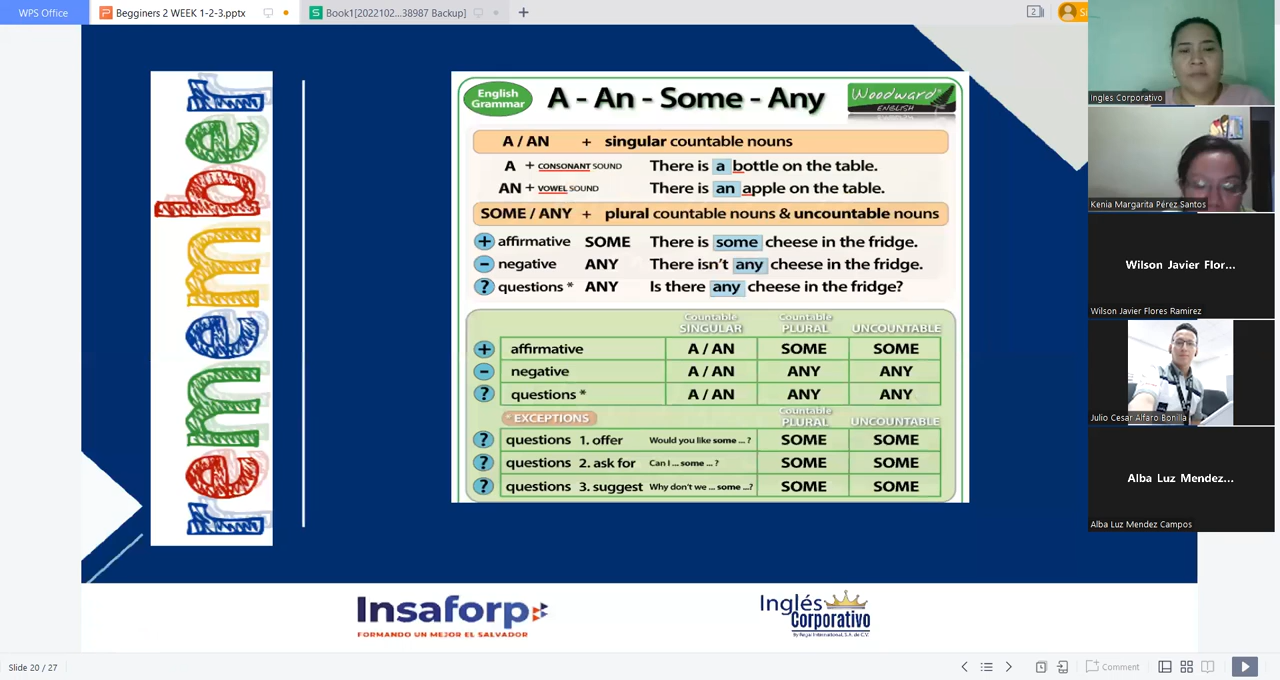 WPS Office
Begginers 2 WEEK 1-2-3.pptx
Book1[2022102...38987 Backup]
2
Si
remember
English
Grammar
A - An - Some - Any
Woodward
ENGLISH
A / AN + singular countable nouns
A + CONSONANT SOUND There is a bottle on the table.
AN + VOWEL SOUND There is an apple on the table.
SOME / ANY + plural countable nouns & uncountable nouns
+ affirmative SOME There is some cheese in the fridge.
- negative ANY There isn't any cheese in the fridge.
? questions * ANY Is there any cheese in the fridge?
Countable SINGULAR Countable PLURAL UNCOUNTABLE
+ affirmative A / AN SOME SOME
- negative A / AN ANY ANY
? questions * A / AN ANY ANY
* EXCEPTIONS Countable PLURAL UNCOUNTABLE
? questions 1. offer Would you like some ... ? SOME SOME
? questions 2. ask for Can I ... some ... ? SOME SOME
? questions 3. suggest Why don't we ... some ...? SOME SOME
Insaforp
FORMANDO UN MEJOR EL SALVADOR
Inglés
Corporativo
by Regal International, S.A. de C.V.
Ingles Corporativo
Kenia Margarita Pérez Santos
Wilson Javier Flor...
Wilson Javier Flores Ramirez
Julio Cesar Alfaro Bonilla
Alba Luz Mendez...
Alba Luz Mendez Campos
Slide 20 / 27
Comment